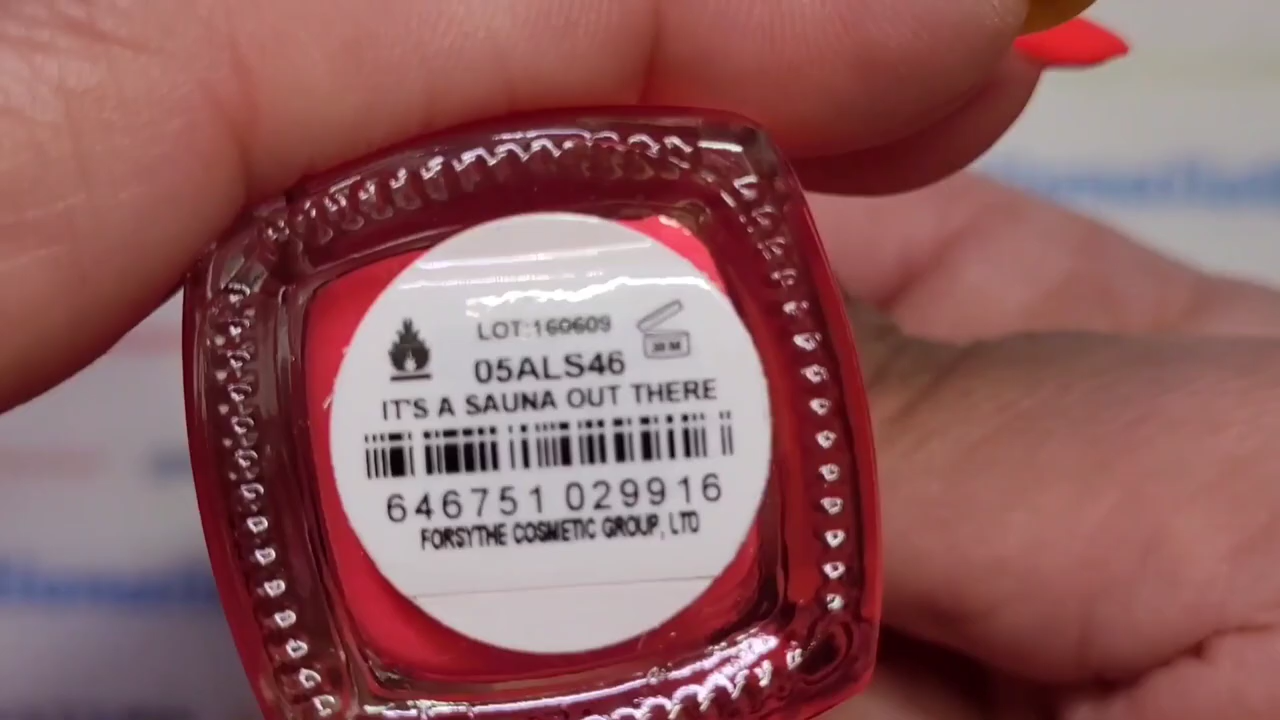 LOT:160609
05ALS46
IT'S A SAUNA OUT THERE
646751 029916
FORSYTHE COSMETIC GROUP, LTD